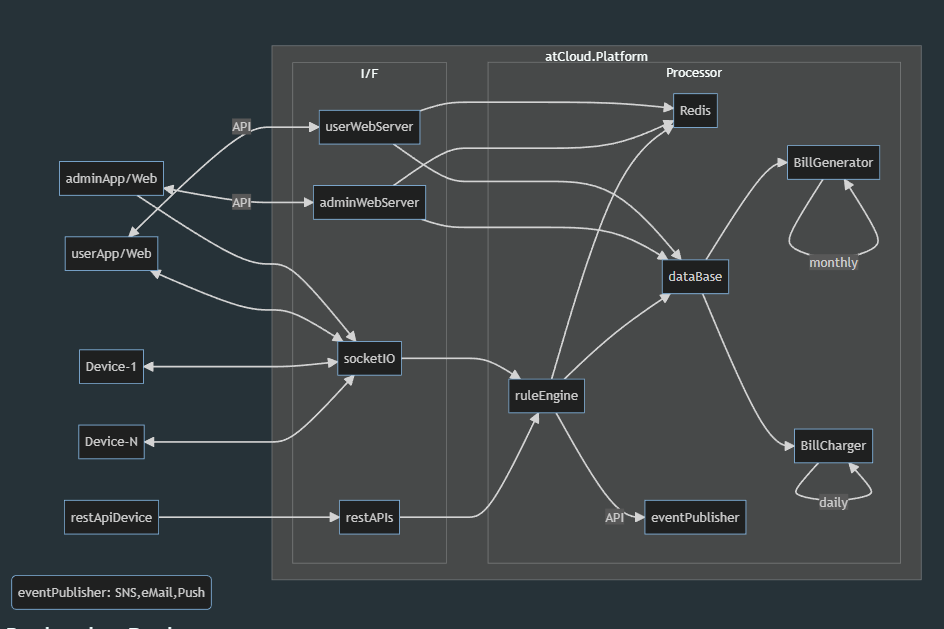 atCloud.Platform
I/F
Processor
Redis
API
userWebServer
BillGenerator
adminApp/Web
API
adminWebServer
userApp/Web
monthly
dataBase
socketIO
Device-1
ruleEngine
Device-N
BillCharger
daily
restApiDevice
restAPIs
API
eventPublisher
eventPublisher: SNS,eMail,Push